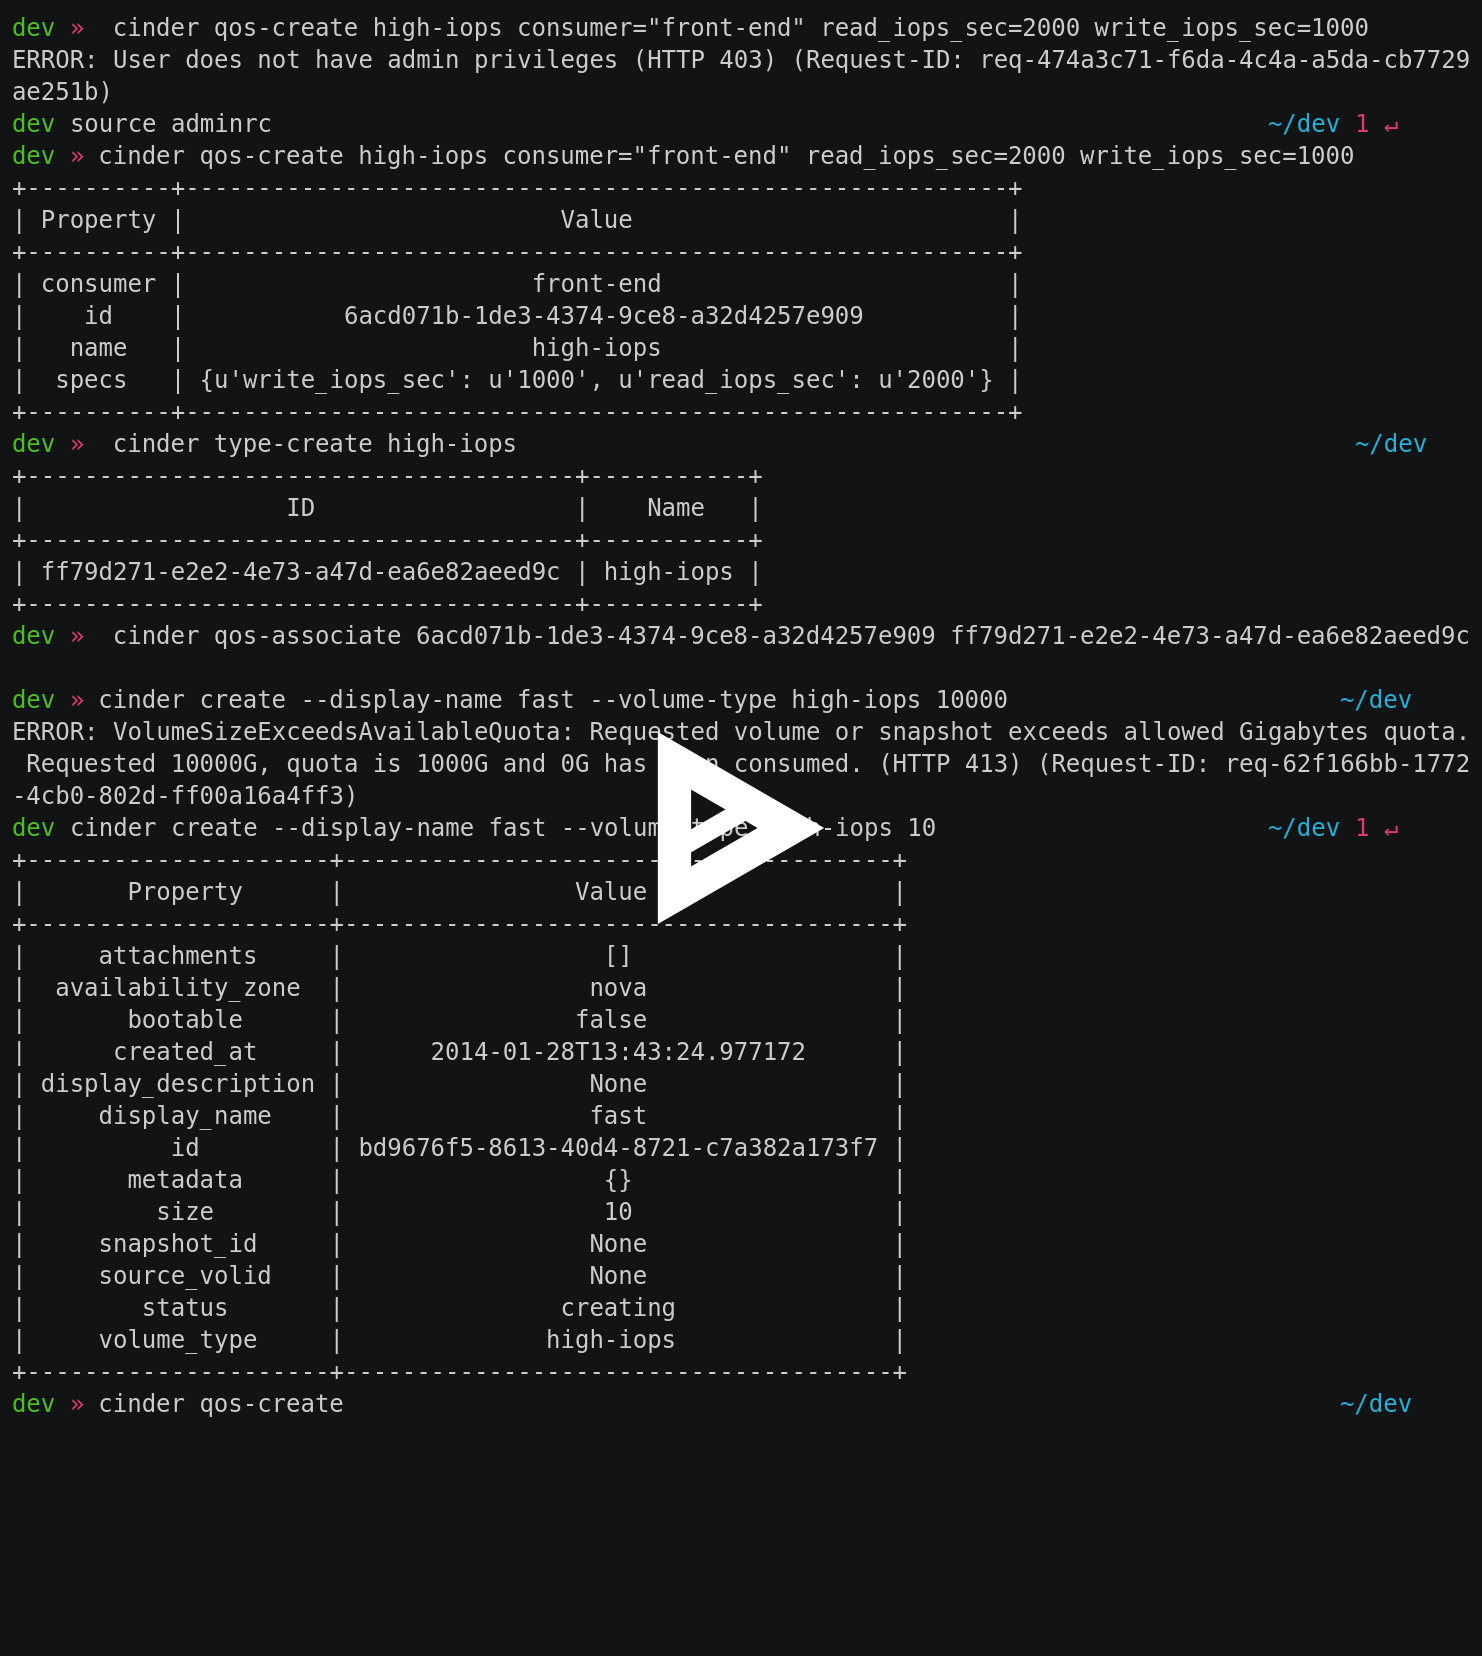 dev »  cinder qos-create high-iops consumer="front-end" read_iops_sec=2000 write_iops_sec=1000
ERROR: User does not have admin privileges (HTTP 403) (Request-ID: req-474a3c71-f6da-4c4a-a5da-cb7729
ae251b)
dev source adminrc ~/dev 1 ↵
dev » cinder qos-create high-iops consumer="front-end" read_iops_sec=2000 write_iops_sec=1000
+----------+---------------------------------------------------------+
| Property |                          Value                          |
+----------+---------------------------------------------------------+
| consumer |                        front-end                        |
|    id    |           6acd071b-1de3-4374-9ce8-a32d4257e909          |
|   name   |                        high-iops                        |
|  specs   | {u'write_iops_sec': u'1000', u'read_iops_sec': u'2000'} |
+----------+---------------------------------------------------------+
dev »  cinder type-create high-iops ~/dev
+--------------------------------------+-----------+
|                  ID                  |    Name   |
+--------------------------------------+-----------+
| ff79d271-e2e2-4e73-a47d-ea6e82aeed9c | high-iops |
+--------------------------------------+-----------+
dev »  cinder qos-associate 6acd071b-1de3-4374-9ce8-a32d4257e909 ff79d271-e2e2-4e73-a47d-ea6e82aeed9c
dev » cinder create --display-name fast --volume-type high-iops 10000 ~/dev
ERROR: VolumeSizeExceedsAvailableQuota: Requested volume or snapshot exceeds allowed Gigabytes quota.
 Requested 10000G, quota is 1000G and 0G has consumed. (HTTP 413) (Request-ID: req-62f166bb-1772
-4cb0-802d-ff00a16a4ff3)
dev cinder create --display-name fast --volume-type high-iops 10 ~/dev 1 ↵
+---------------------+--------------------------------------+
|       Property      |                Value                 |
+---------------------+--------------------------------------+
|     attachments     |                  []                  |
|  availability_zone  |                 nova                 |
|       bootable      |                false                 |
|      created_at     |      2014-01-28T13:43:24.977172      |
| display_description |                 None                 |
|     display_name    |                 fast                 |
|          id         | bd9676f5-8613-40d4-8721-c7a382a173f7 |
|       metadata      |                  {}                  |
|         size        |                  10                  |
|     snapshot_id     |                 None                 |
|     source_volid    |                 None                 |
|        status       |               creating               |
|     volume_type     |              high-iops               |
+---------------------+--------------------------------------+
dev » cinder qos-create ~/dev